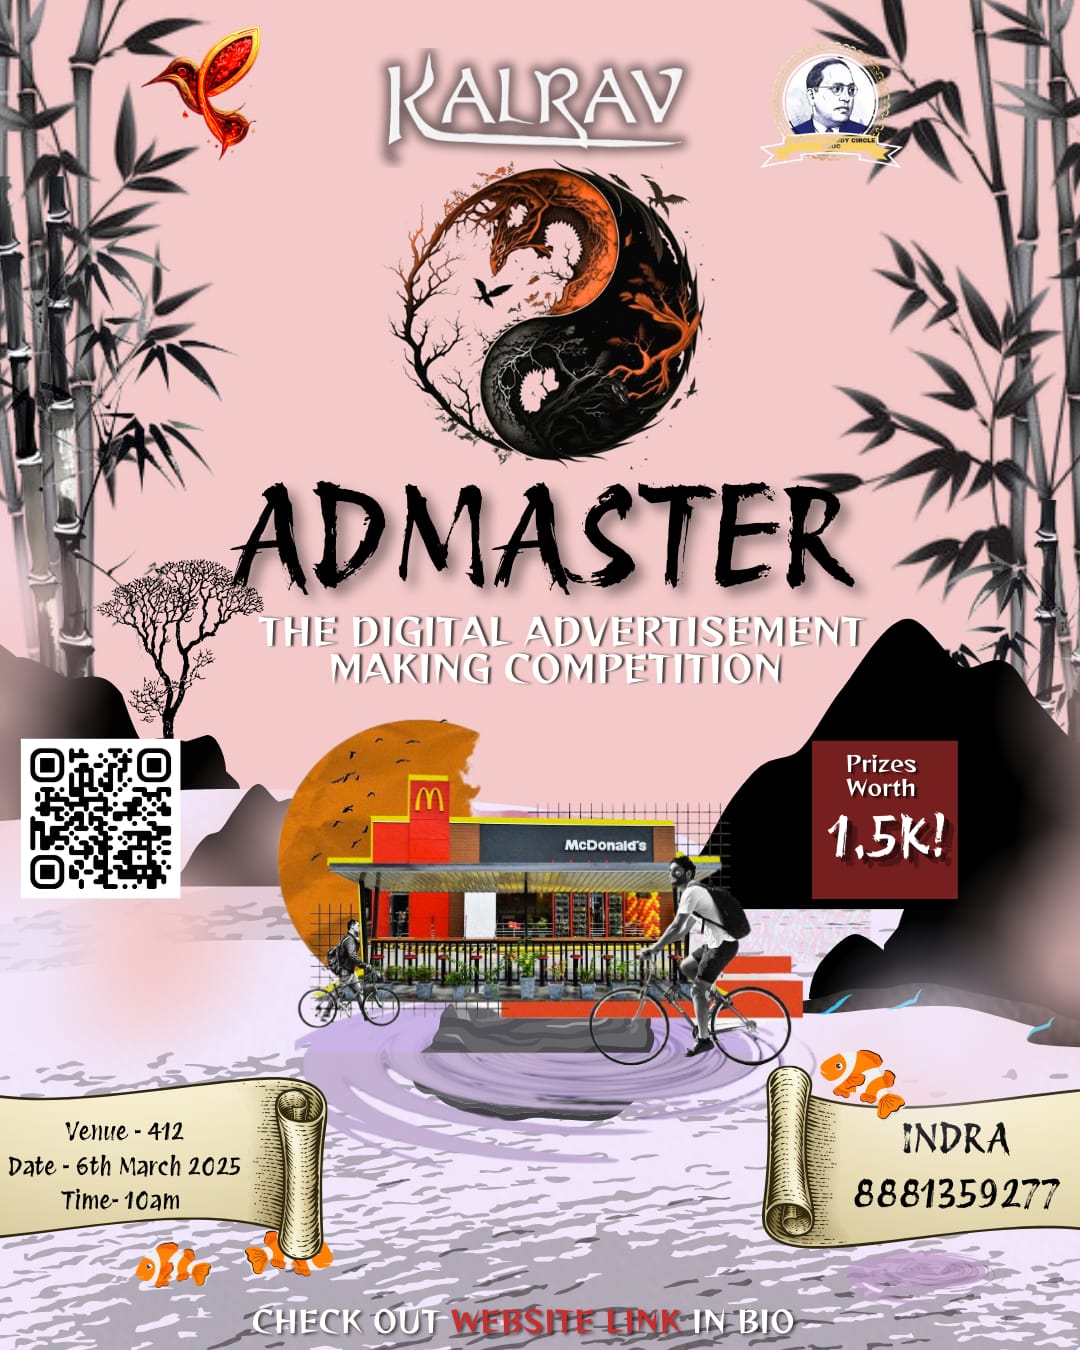 KALRAV
CIRCLE
ADMASTER
THE DIGITAL ADVERTISEMENT
MAKING COMPETITION
Prizes
Worth
1.5K!
McDonald's
Venue - 412
Date - 6th March 2025
Time- 10am
INDRA
8881359277
CHECK OUT WEBSITE LINK IN BIO